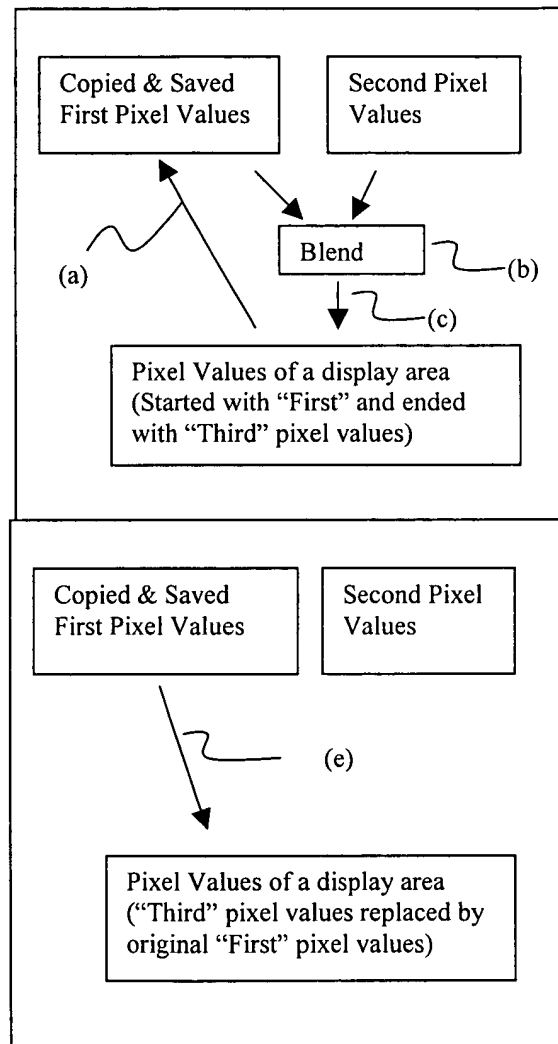 Copied & Saved
First Pixel Values
Second Pixel
Values
Blend
(b)
(a)
(c)
Pixel Values of a display area
(Started with “First” and ended
with “Third” pixel values)
Copied & Saved
First Pixel Values
Second Pixel
Values
(e)
Pixel Values of a display area
(“Third” pixel values replaced by
original “First” pixel values)